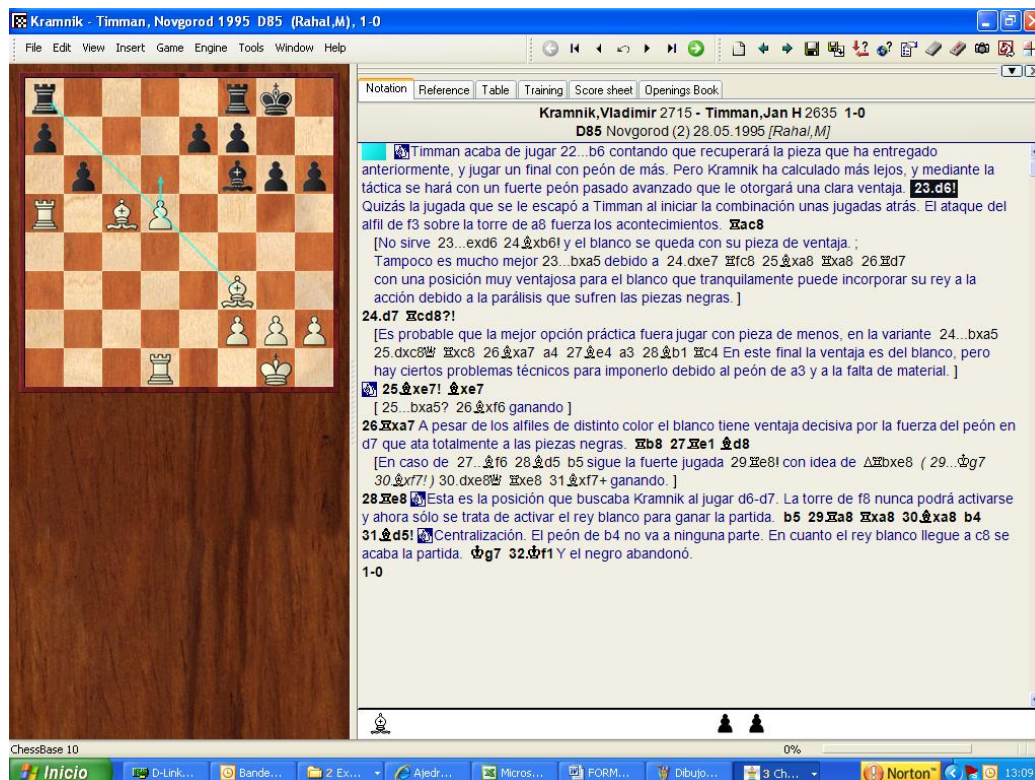 Kramnik - Timman, Novgorod 1995 D85 (Rahal,M), 1-0
File Edit View Insert Game Engine Tools Window Help
Notation Reference Table Training Score sheet Openings Book
Kramnik,Vladimir 2715 - Timman,Jan H 2635 1-0
D85 Novgorod (2) 28.05.1995 [Rahal,M]
Timman acaba de jugar 22...b6 contando que recuperará la pieza que ha entregado
anteriormente, y jugar un final con peón de más. Pero Kramnik ha calculado más lejos, y mediante la
táctica se hará con un fuerte peón pasado avanzado que le otorgará una clara ventaja. 23.d6!
Quizás la jugada que se le escapó a Timman al iniciar la combinación unas jugadas atrás. El ataque del
alfil de f3 sobre la torre de a8 fuerza los acontecimientos. ♖ac8
[No sirve 23...exd6 24♗xb6! y el blanco se queda con su pieza de ventaja. ;
Tampoco es mucho mejor 23...bxa5 debido a 24.dxe7 ♖fc8 25♗xa8 ♖xa8 26♖d7
con una posición muy ventajosa para el blanco que tranquilamente puede incorporar su rey a la
acción debido a la parálisis que sufren las piezas negras. ]
24.d7 ♖cd8?!
[Es probable que la mejor opción práctica fuera jugar con pieza de menos, en la variante 24...bxa5
25.dxc8♕ ♖xc8 26♗xa7 a4 27♗e4 a3 28♗b1 ♖c4 En este final la ventaja es del blanco, pero
hay ciertos problemas técnicos para imponerlo debido al peón de a3 y a la falta de material. ]
25♗xe7! ♗xe7
[ 25...bxa5? 26♗xf6 ganando ]
26♖xa7 A pesar de los alfiles de distinto color el blanco tiene ventaja decisiva por la fuerza del peón en
d7 que ata totalmente a las piezas negras. ♖b8 27♖e1 ♗d8
[En caso de 27...♗f6 28♗d5 b5 sigue la fuerte jugada 29♖e8! con idea de Δ♖bxe8 ( 29...♔g7
30♗xf7! ) 30.dxe8♕ ♖xe8 31♗xf7+ ganando. ]
28♖e8 Esta es la posición que buscaba Kramnik al jugar d6-d7. La torre de f8 nunca podrá activarse
y ahora sólo se trata de activar el rey blanco para ganar la partida. b5 29♖a8 ♖xa8 30♗xa8 b4
31♗d5! Centralización. El peón de b4 no va a ninguna parte. En cuanto el rey blanco llegue a c8 se
acaba la partida. ♔g7 32.♔f1 Y el negro abandonó.
1-0
ChessBase 10 0%
Inicio D-Link... Bande... 2 Ex... Ajedr... Micros... FORM... Dibujo... 3 Ch... Norton™ 13:09